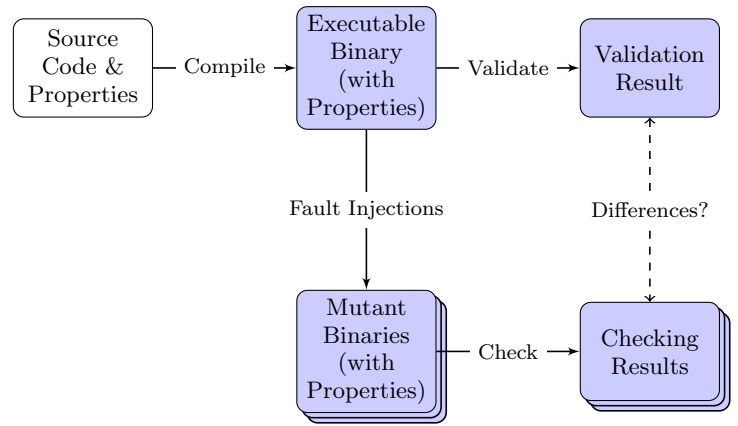 Source
Code &
Properties
Compile
Executable
Binary
(with
Properties)
Validate
Validation
Result
Fault Injections
Differences?
Mutant
Binaries
(with
Properties)
Check
Checking
Results